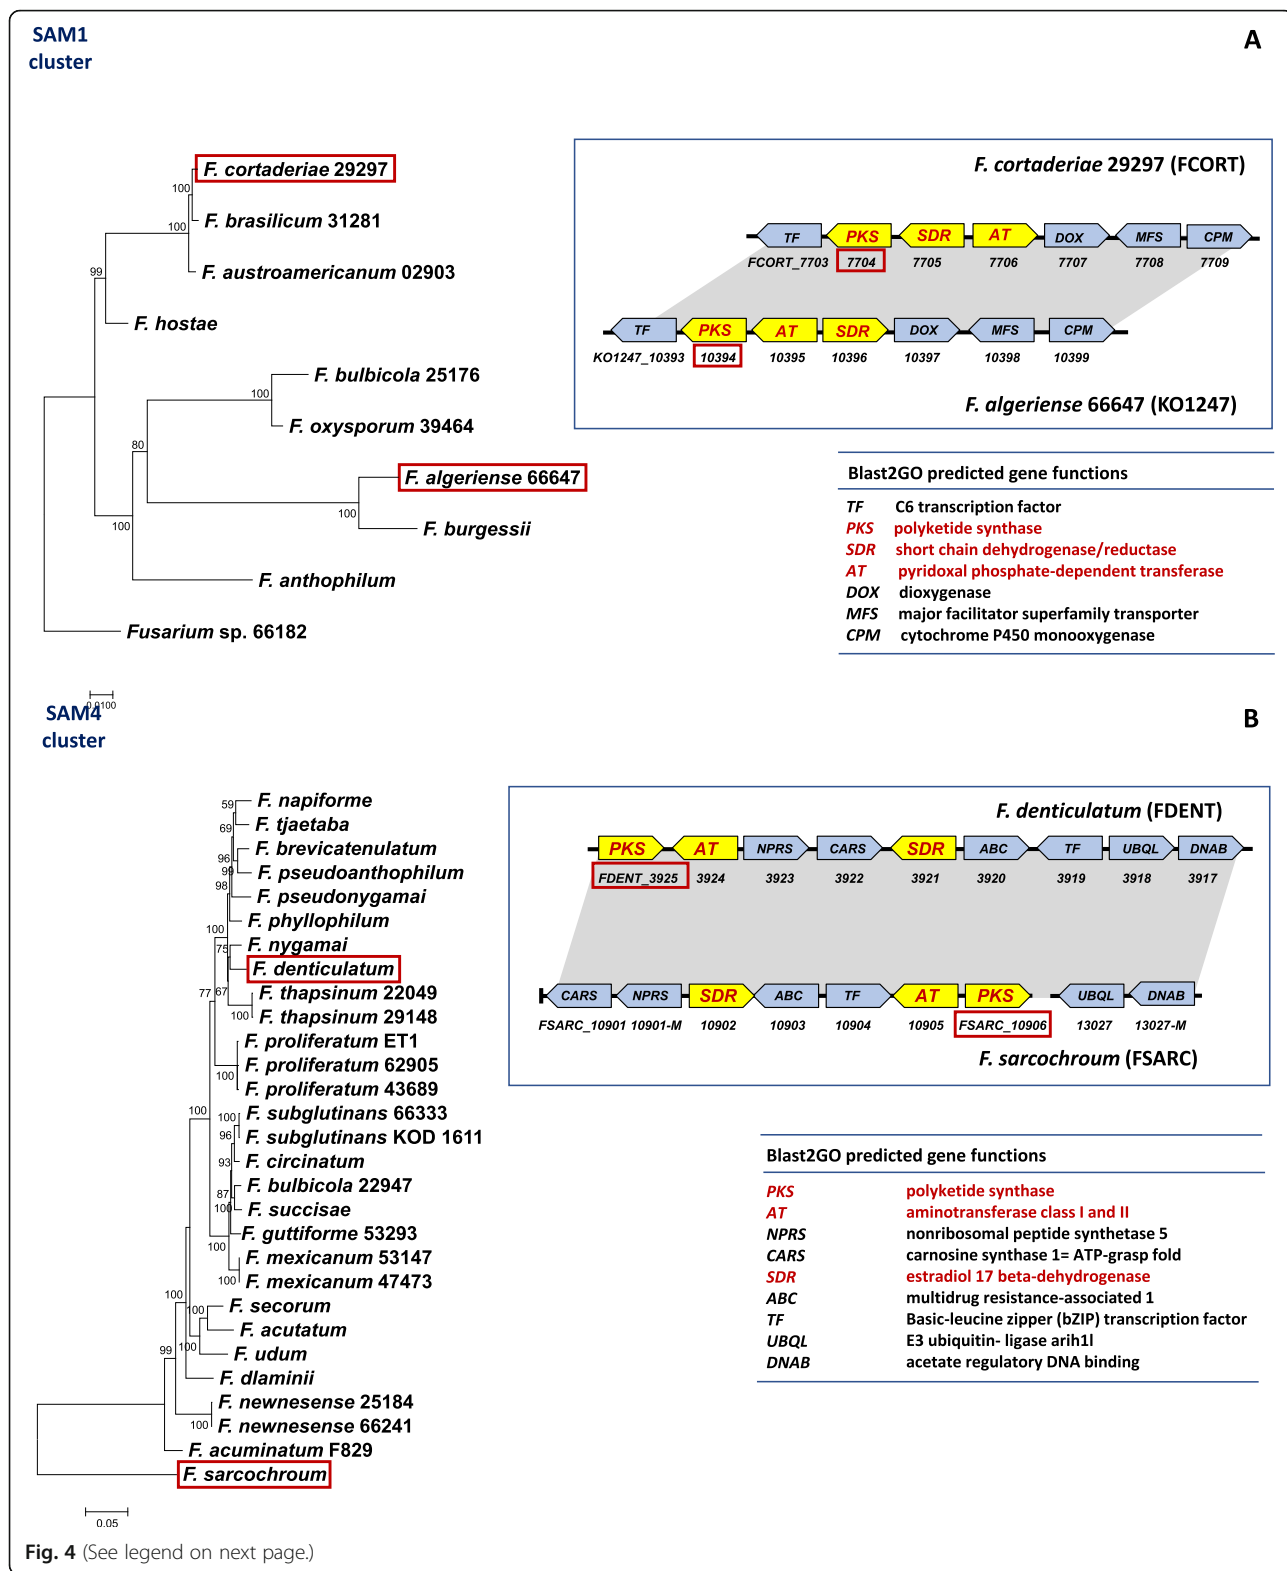 SAM1
cluster
A
F. cortaderiae 29297
100
F. brasilicum 31281
100
F. austroamericanum 02903
99
F. hostae
F. bulbicola 25176
100
F. oxysporum 39464
80
F. algeriense 66647
100
F. burgessii
100
F. anthophilum
Fusarium sp. 66182
0.0100
F. cortaderiae 29297 (FCORT)
TF PKS SDR AT DOX MFS CPM
FCORT_7703 7704 7705 7706 7707 7708 7709
TF PKS AT SDR DOX MFS CPM
KO1247_10393 10394 10395 10396 10397 10398 10399
F. algeriense 66647 (KO1247)
Blast2GO predicted gene functions
TF C6 transcription factor
PKS polyketide synthase
SDR short chain dehydrogenase/reductase
AT pyridoxal phosphate-dependent transferase
DOX dioxygenase
MFS major facilitator superfamily transporter
CPM cytochrome P450 monooxygenase
SAM4
cluster
B
59 F. napiforme
69 F. tjaetaba
F. brevicatenulatum
96
99 F. pseudoanthophilum
98
F. pseudonygamai
F. phyllophilum
100
75 F. nygamai
F. denticulatum
77 67 F. thapsinum 22049
100 F. thapsinum 29148
F. proliferatum ET1
F. proliferatum 62905
100
F. proliferatum 43689
100 100 F. subglutinans 66333
96 F. subglutinans KOD 1611
93 F. circinatum
F. bulbicola 22947
87
100 F. succisae
F. guttiforme 53293
100
F. mexicanum 53147
100 F. mexicanum 47473
100
F. secorum
100
F. acutatum
100
99 F. udum
F. dlaminii
F. newnesense 25184
100 F. newnesense 66241
F. acuminatum F829
F. sarcochroum
0.05
F. denticulatum (FDENT)
PKS AT NPRS CARS SDR ABC TF UBQL DNAB
FDENT_3925 3924 3923 3922 3921 3920 3919 3918 3917
CARS NPRS SDR ABC TF AT PKS UBQL DNAB
FSARC_10901 10901-M 10902 10903 10904 10905 FSARC_10906 13027 13027-M
F. sarcochroum (FSARC)
Blast2GO predicted gene functions
PKS polyketide synthase
AT aminotransferase class I and II
NPRS nonribosomal peptide synthetase 5
CARS carnosine synthase 1= ATP-grasp fold
SDR estradiol 17 beta-dehydrogenase
ABC multidrug resistance-associated 1
TF Basic-leucine zipper (bZIP) transcription factor
UBQL E3 ubiquitin- ligase arih1l
DNAB acetate regulatory DNA binding
Fig. 4 (See legend on next page.)